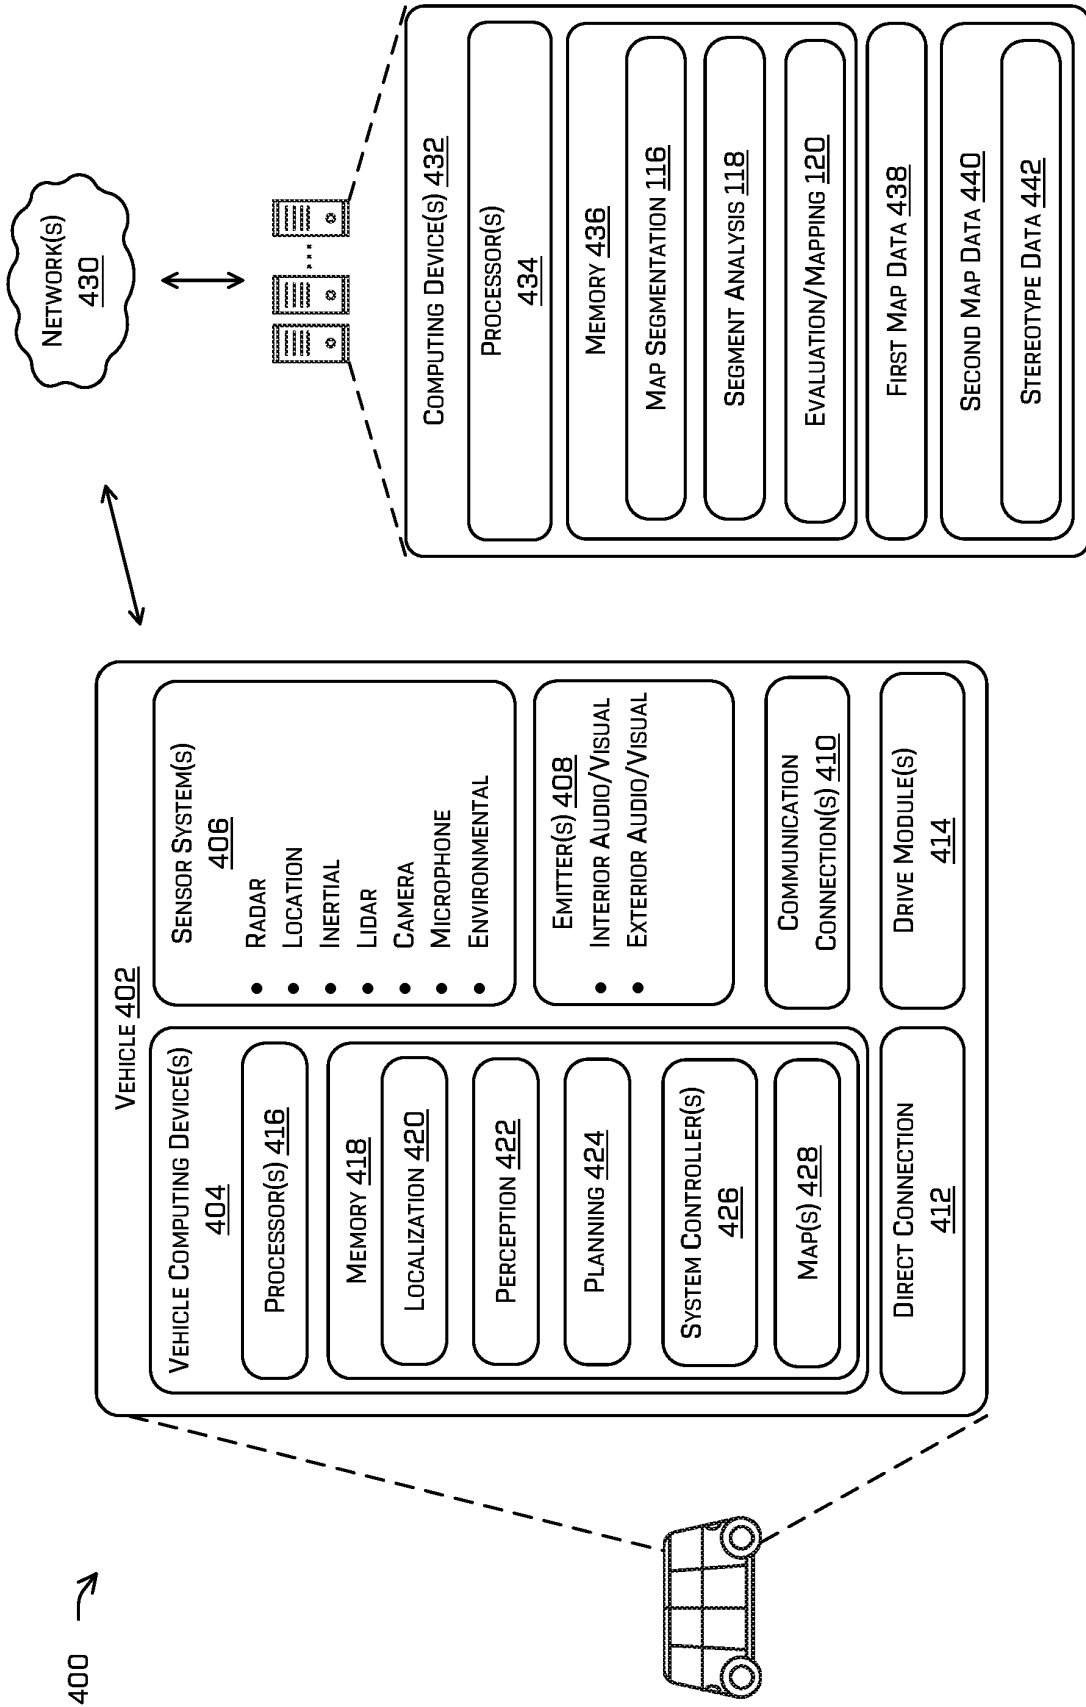 400
VEHICLE 402
VEHICLE COMPUTING DEVICE(S)
404
PROCESSOR(S) 416
MEMORY 418
LOCALIZATION 420
PERCEPTION 422
PLANNING 424
SYSTEM CONTROLLER(S)
426
MAP(S) 428
SENSOR SYSTEM(S)
406
• RADAR
• LOCATION
• INERTIAL
• LIDAR
• CAMERA
• MICROPHONE
• ENVIRONMENTAL
EMITTER(S) 408
• INTERIOR AUDIO/VISUAL
• EXTERIOR AUDIO/VISUAL
COMMUNICATION
CONNECTION(S) 410
DIRECT CONNECTION
412
DRIVE MODULE(S)
414
NETWORK(S)
430
COMPUTING DEVICE(S) 432
PROCESSOR(S)
434
MEMORY 436
MAP SEGMENTATION 116
SEGMENT ANALYSIS 118
EVALUATION/MAPPING 120
FIRST MAP DATA 438
SECOND MAP DATA 440
STEREOTYPE DATA 442